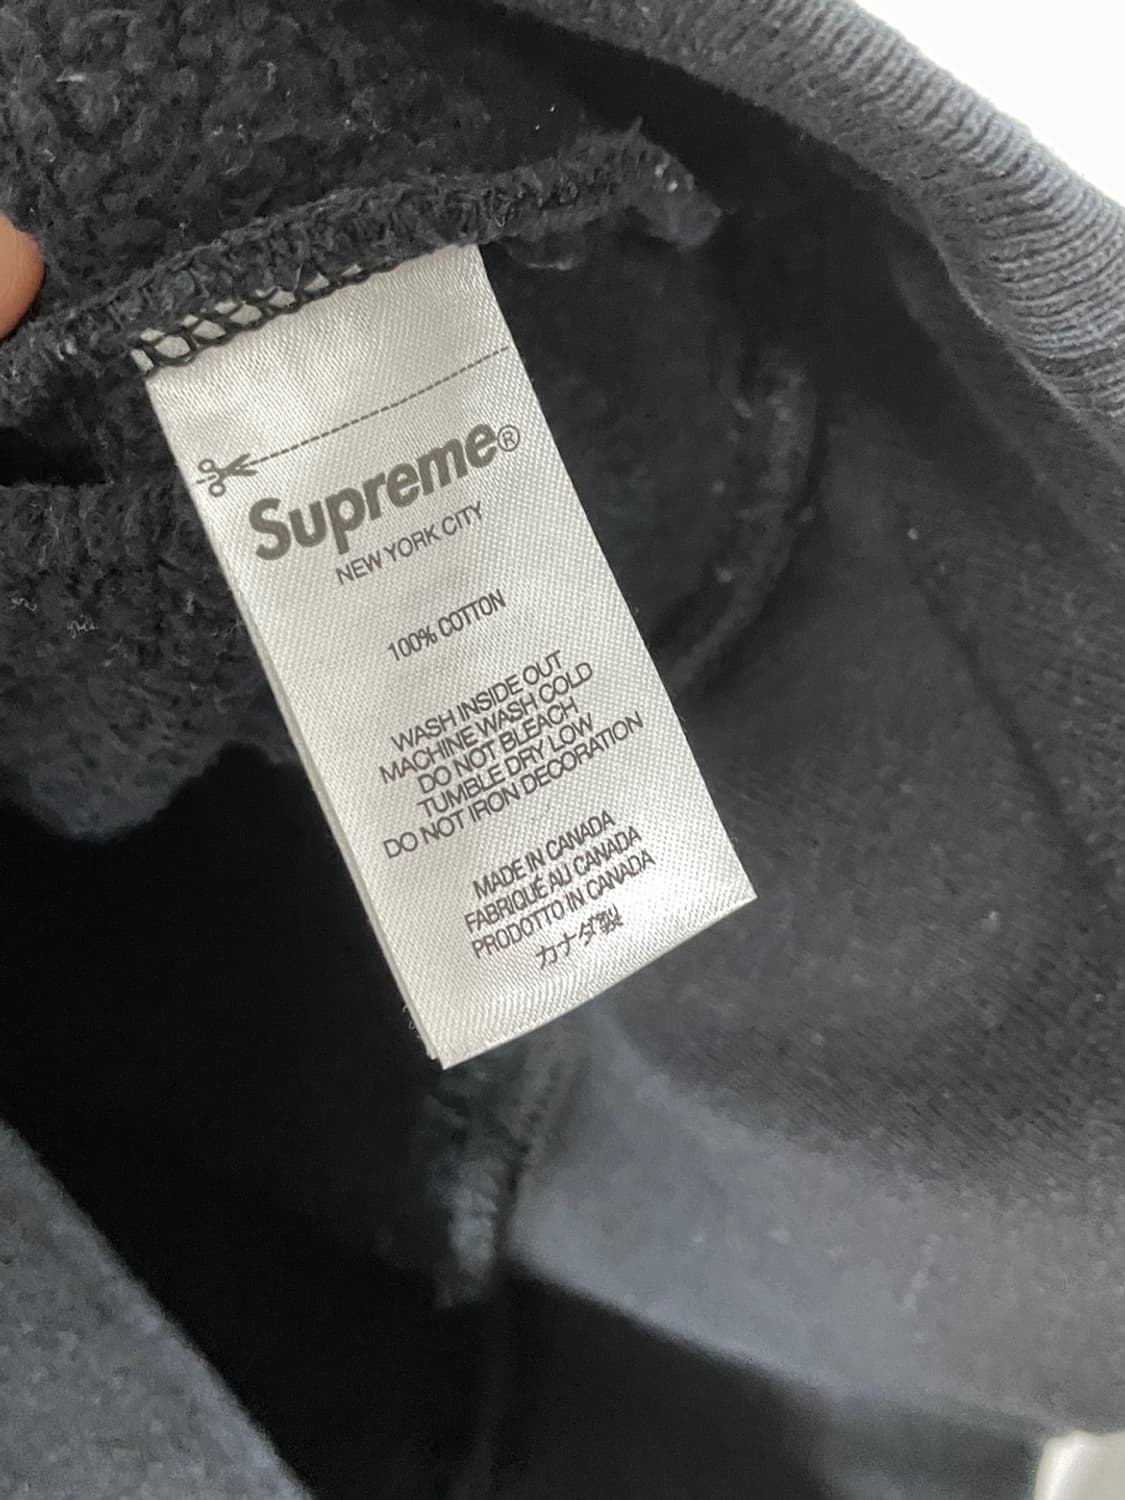 Supreme®
NEW YORK CITY
100% COTTON
WASH INSIDE OUT
MACHINE WASH COLD
DO NOT BLEACH
TUMBLE DRY LOW
DO NOT IRON DECORATION
MADE IN CANADA
FABRIQUÉ AU CANADA
PRODOTTO IN CANADA
カナダ製